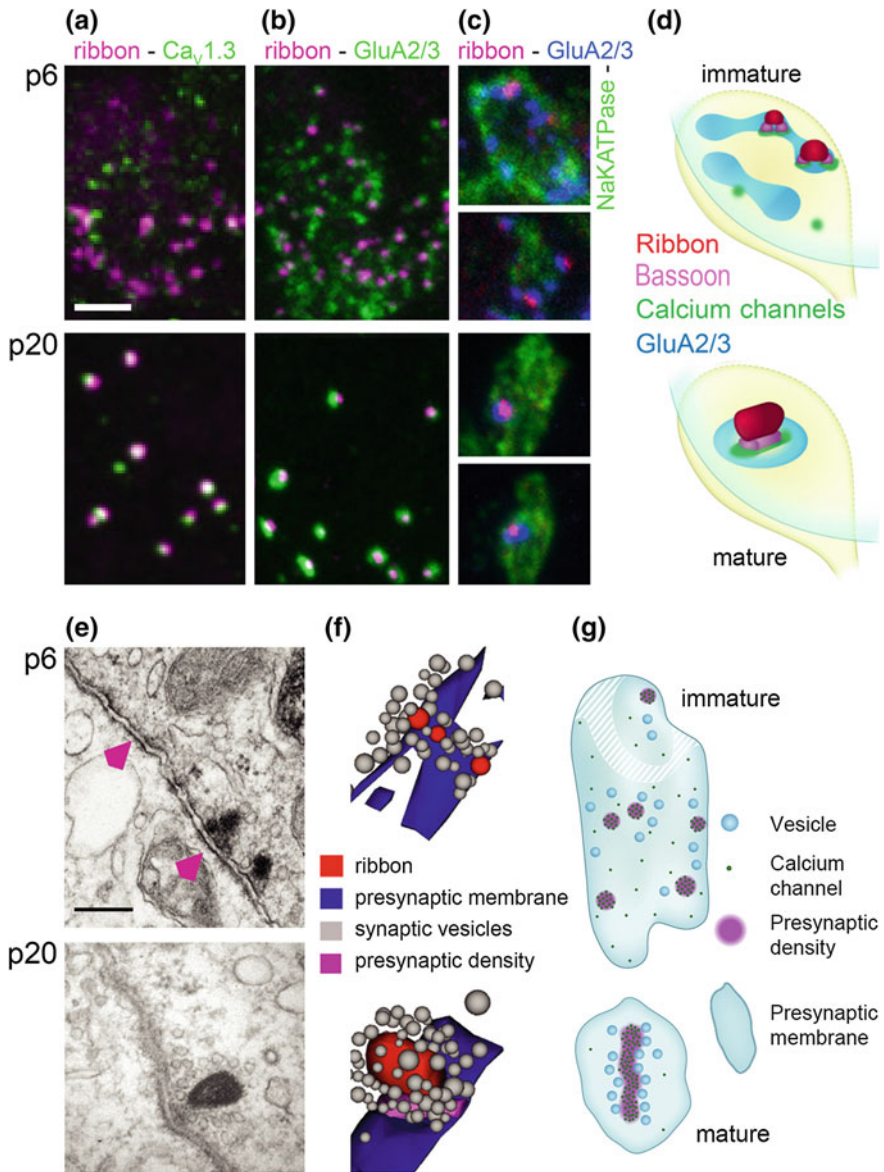 (a)
ribbon - CaV1.3
(b)
ribbon - GluA2/3
(c)
ribbon - GluA2/3 -
NaKATPase
(d)
p6
immature
Ribbon
Bassoon
Calcium channels
GluA2/3
p20
mature
(e)
p6
(f)
(g)
immature
ribbon
presynaptic membrane
synaptic vesicles
presynaptic density
Vesicle
Calcium
channel
Presynaptic
density
p20
Presynaptic
membrane
mature